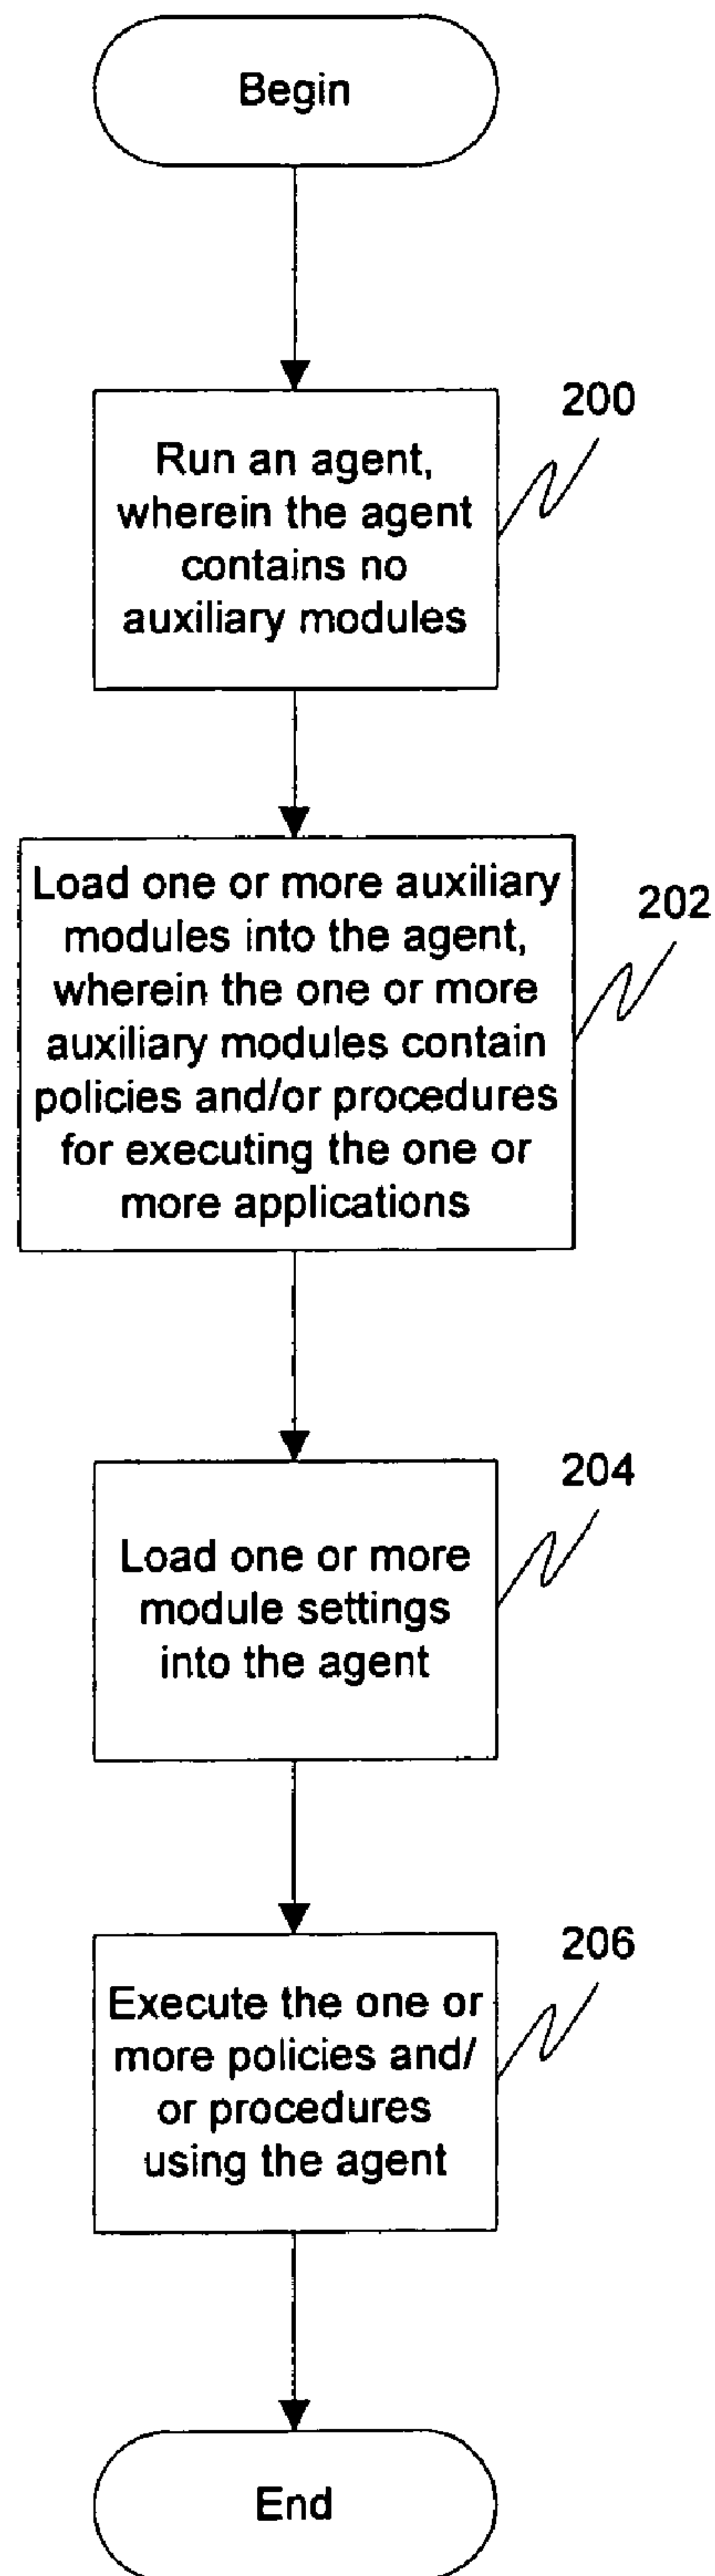 Begin
200
Run an agent,
wherein the agent
contains no
auxiliary modules
202
Load one or more auxiliary
modules into the agent,
wherein the one or more
auxiliary modules contain
policies and/or procedures
for executing the one or
more applications
204
Load one or more
module settings
into the agent
206
Execute the one or
more policies and/
or procedures
using the agent
End